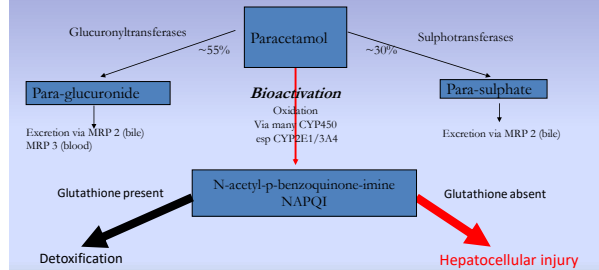 Glucuronyltransferases
Paracetamol
Sulphotransferases
~55%
~30%
Para-glucuronide
Bioactivation
Para-sulphate
Oxidation
Via many CYP450
esp CYP2E1/3A4
Excretion via MRP 2 (bile)
MRP 3 (blood)
Excretion via MRP 2 (bile)
N-acetyl-p-benzoquinone-imine
NAPQI
Glutathione present
Glutathione absent
Detoxification
Hepatocellular injury